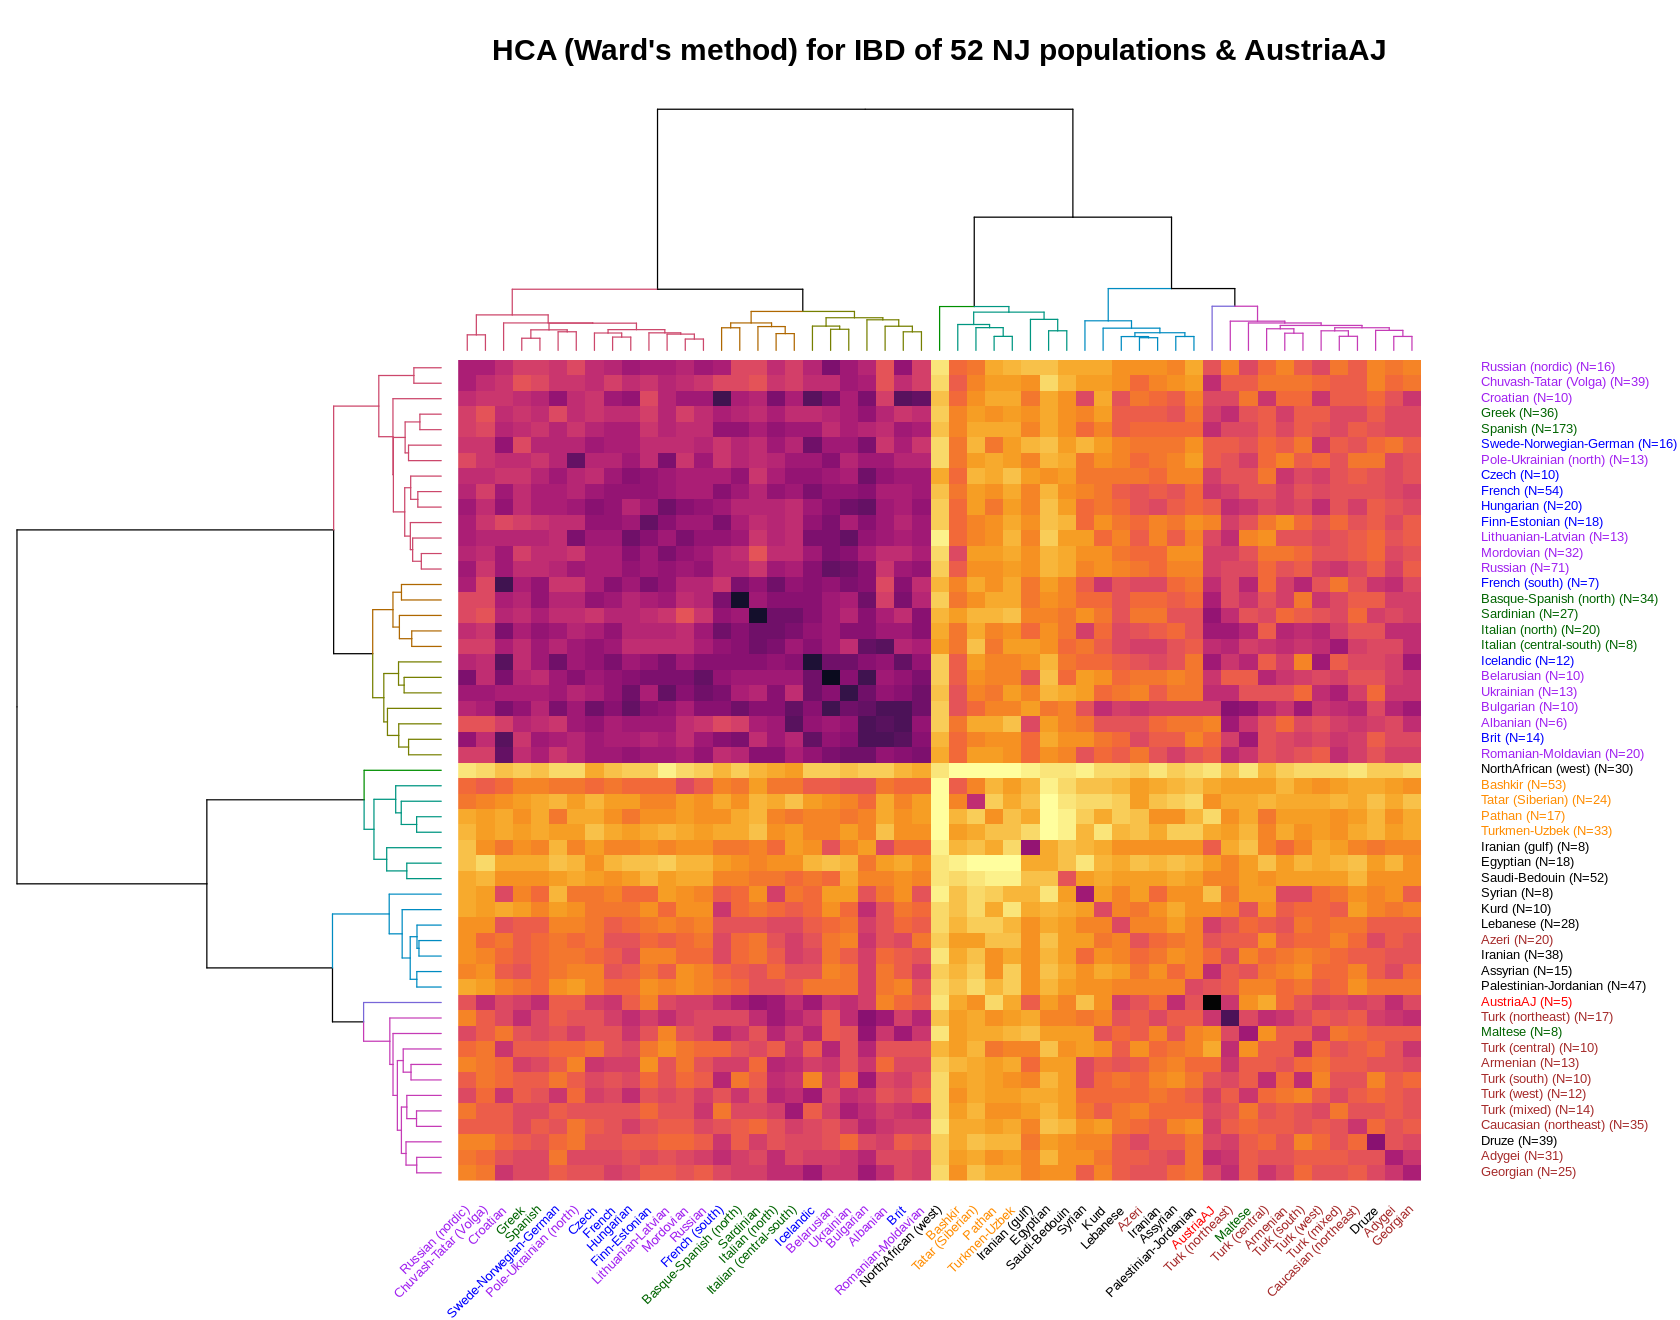 HCA (Ward's method) for IBD of 52 NJ populations & AustriaAJ
Russian (nordic) (N=16)
Chuvash-Tatar (Volga) (N=39)
Croatian (N=10)
Greek (N=36)
Spanish (N=173)
Swede-Norwegian-German (N=16)
Pole-Ukrainian (north) (N=13)
Czech (N=10)
French (N=54)
Hungarian (N=20)
Finn-Estonian (N=18)
Lithuanian-Latvian (N=13)
Mordovian (N=32)
Russian (N=71)
French (south) (N=7)
Basque-Spanish (north) (N=34)
Sardinian (N=27)
Italian (north) (N=20)
Italian (central-south) (N=8)
Icelandic (N=12)
Belarusian (N=10)
Ukrainian (N=13)
Bulgarian (N=10)
Albanian (N=6)
Brit (N=14)
Romanian-Moldavian (N=20)
NorthAfrican (west) (N=30)
Bashkir (N=53)
Tatar (Siberian) (N=24)
Pathan (N=17)
Turkmen-Uzbek (N=33)
Iranian (gulf) (N=8)
Egyptian (N=18)
Saudi-Bedouin (N=52)
Syrian (N=8)
Kurd (N=10)
Lebanese (N=28)
Azeri (N=20)
Iranian (N=38)
Assyrian (N=15)
Palestinian-Jordanian (N=47)
AustriaAJ (N=5)
Turk (northeast) (N=17)
Maltese (N=8)
Turk (central) (N=10)
Armenian (N=13)
Turk (south) (N=10)
Turk (west) (N=12)
Turk (mixed) (N=14)
Caucasian (northeast) (N=35)
Druze (N=39)
Adygei (N=31)
Georgian (N=25)
Russian (nordic)
Chuvash-Tatar (Volga)
Croatian
Greek
Spanish
Swede-Norwegian-German
Pole-Ukrainian (north)
Czech
French
Hungarian
Finn-Estonian
Lithuanian-Latvian
Mordovian
Russian
French (south)
Basque-Spanish (north)
Sardinian
Italian (north)
Italian (central-south)
Icelandic
Belarusian
Ukrainian
Bulgarian
Albanian
Brit
Romanian-Moldavian
NorthAfrican (west)
Bashkir
Tatar (Siberian)
Pathan
Turkmen-Uzbek
Iranian (gulf)
Egyptian
Saudi-Bedouin
Syrian
Kurd
Lebanese
Azeri
Iranian
Assyrian
Palestinian-Jordanian
AustriaAJ
Turk (northeast)
Maltese
Turk (central)
Armenian
Turk (south)
Turk (west)
Turk (mixed)
Caucasian (northeast)
Druze
Adygei
Georgian